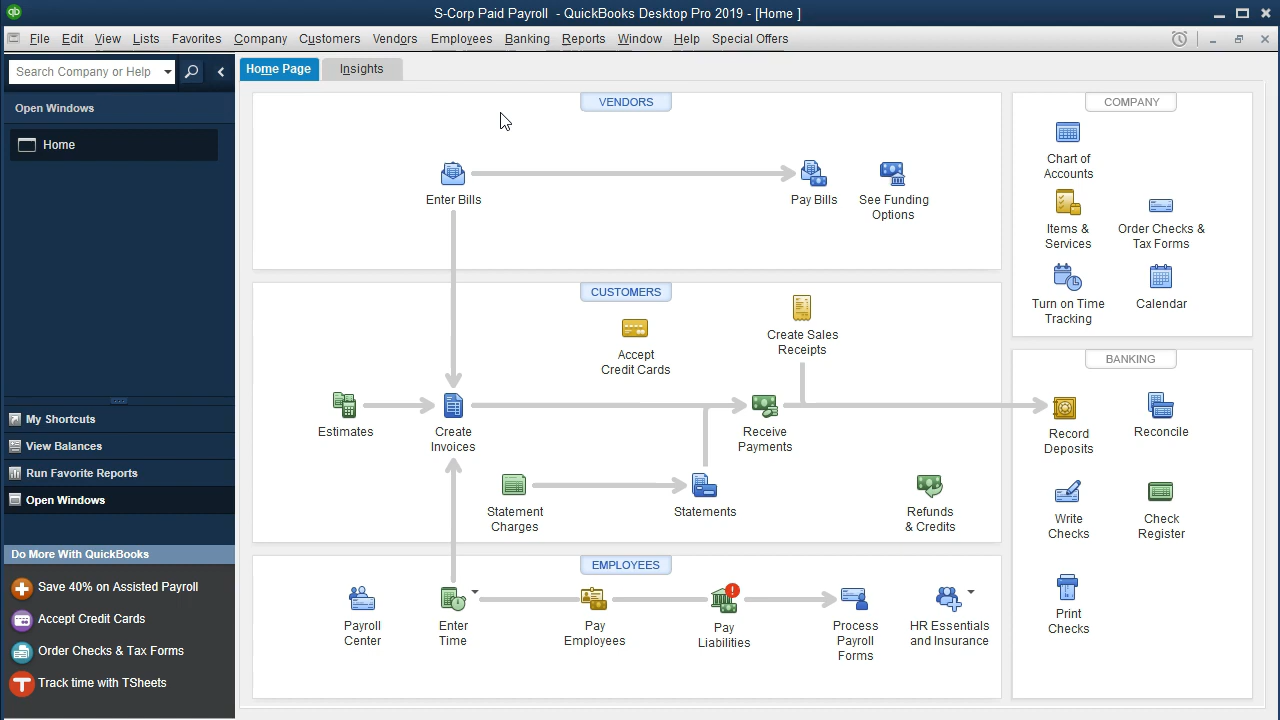 S-Corp Paid Payroll - QuickBooks Desktop Pro 2019 - [Home ]
File Edit View Lists Favorites Company Customers Vendors Employees Banking Reports Window Help Special Offers
Search Company or Help
Open Windows
Home
My Shortcuts
View Balances
Run Favorite Reports
Open Windows
Do More With QuickBooks
Save 40% on Assisted Payroll
Accept Credit Cards
Order Checks & Tax Forms
Track time with TSheets
Home Page
Insights
VENDORS
Enter Bills
Pay Bills
See Funding
Options
CUSTOMERS
Accept
Credit Cards
Create Sales
Receipts
Estimates
Create
Invoices
Receive
Payments
Statement
Charges
Statements
Refunds
& Credits
EMPLOYEES
Payroll
Center
Enter
Time
Pay
Employees
Pay
Liabilities
Process
Payroll
Forms
HR Essentials
and Insurance
COMPANY
Chart of
Accounts
Items &
Services
Order Checks &
Tax Forms
Turn on Time
Tracking
Calendar
BANKING
Record
Deposits
Reconcile
Write
Checks
Check
Register
Print
Checks